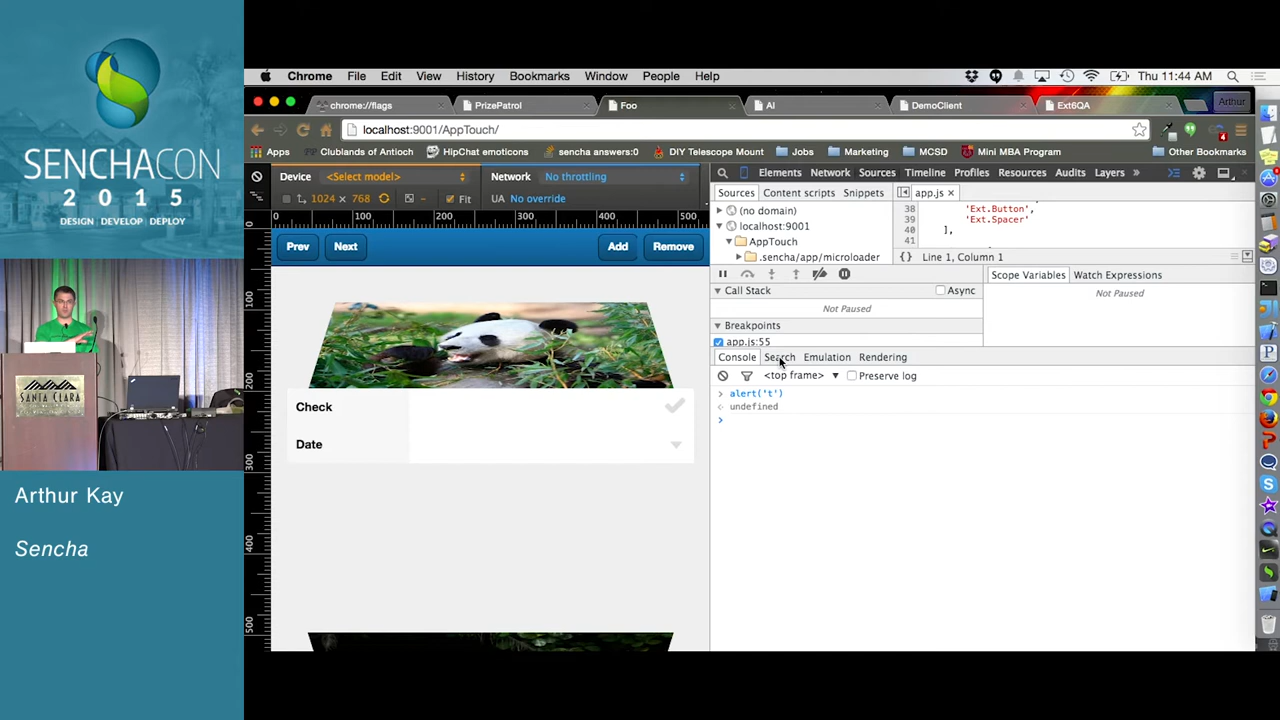 SENCHACON
2015
DESIGN | DEVELOP | DEPLOY
SANTA CLARA
Arthur Kay
Sencha
Chrome File Edit View History Bookmarks Window People Help
Thu 11:44 AM
chrome://flags
PrizePatrol
Foo
AI
DemoClient
Ext6QA
Arthur
localhost:9001/AppTouch/
Apps
Clublands of Antioch
HipChat emoticons
sencha answers:0
DIY Telescope Mount
Jobs
Marketing
MCSD
Mini MBA Program
Other Bookmarks
Device <Select model>
Network No throttling
1024 × 768
Fit
UA No override
0 100 200 300 400 500
100
200
300
400
500
Prev
Next
Add
Remove
Check
Date
Elements Network Sources Timeline Profiles Resources Audits Layers
Sources Content scripts Snippets
app.js
(no domain)
localhost:9001
AppTouch
.sencha/app/microloader
38 'Ext.Button',
39 'Ext.Spacer'
40 ],
41
{} Line 1, Column 1
Call Stack
Async
Not Paused
Breakpoints
app.js:55
Scope Variables Watch Expressions
Not Paused
Console Search Emulation Rendering
<top frame>
Preserve log
alert('t')
undefined